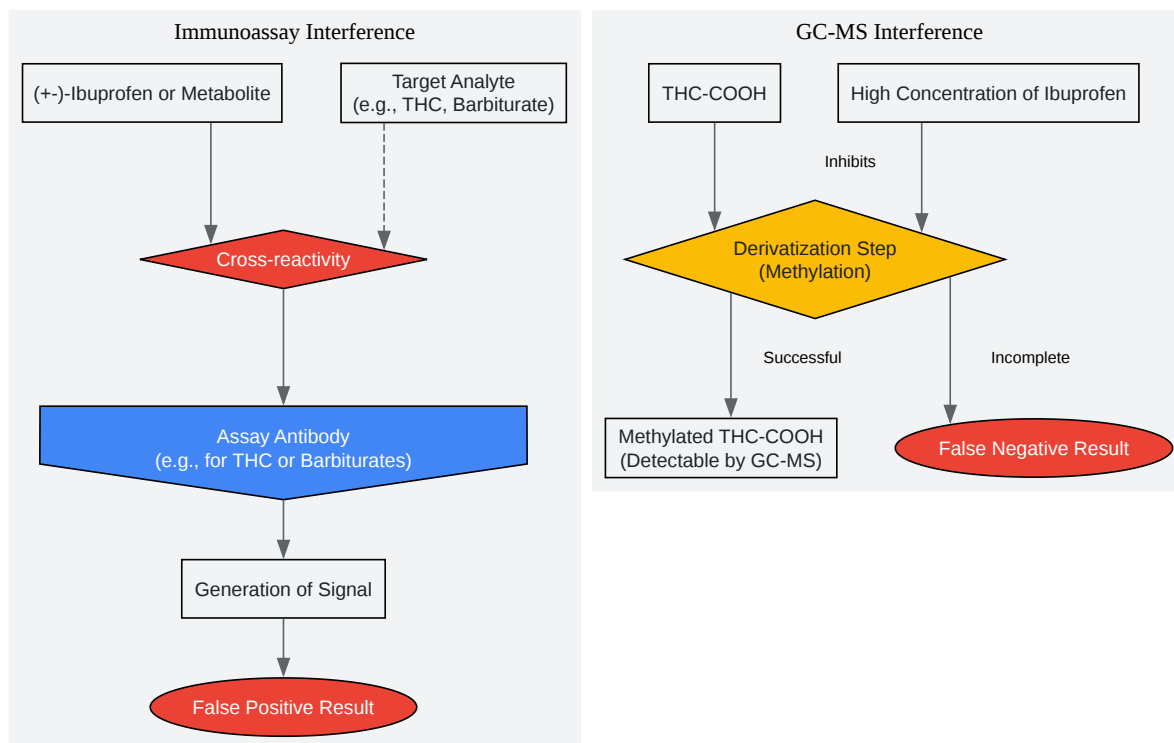 Immunoassay Interference
(+-)-Ibuprofen or Metabolite
Target Analyte
(e.g., THC, Barbiturate)
Cross-reactivity
Assay Antibody
(e.g., for THC or Barbiturates)
Generation of Signal
False Positive Result
GC-MS Interference
THC-COOH
High Concentration of Ibuprofen
Inhibits
Derivatization Step
(Methylation)
Successful
Incomplete
Methylated THC-COOH
(Detectable by GC-MS)
False Negative Result